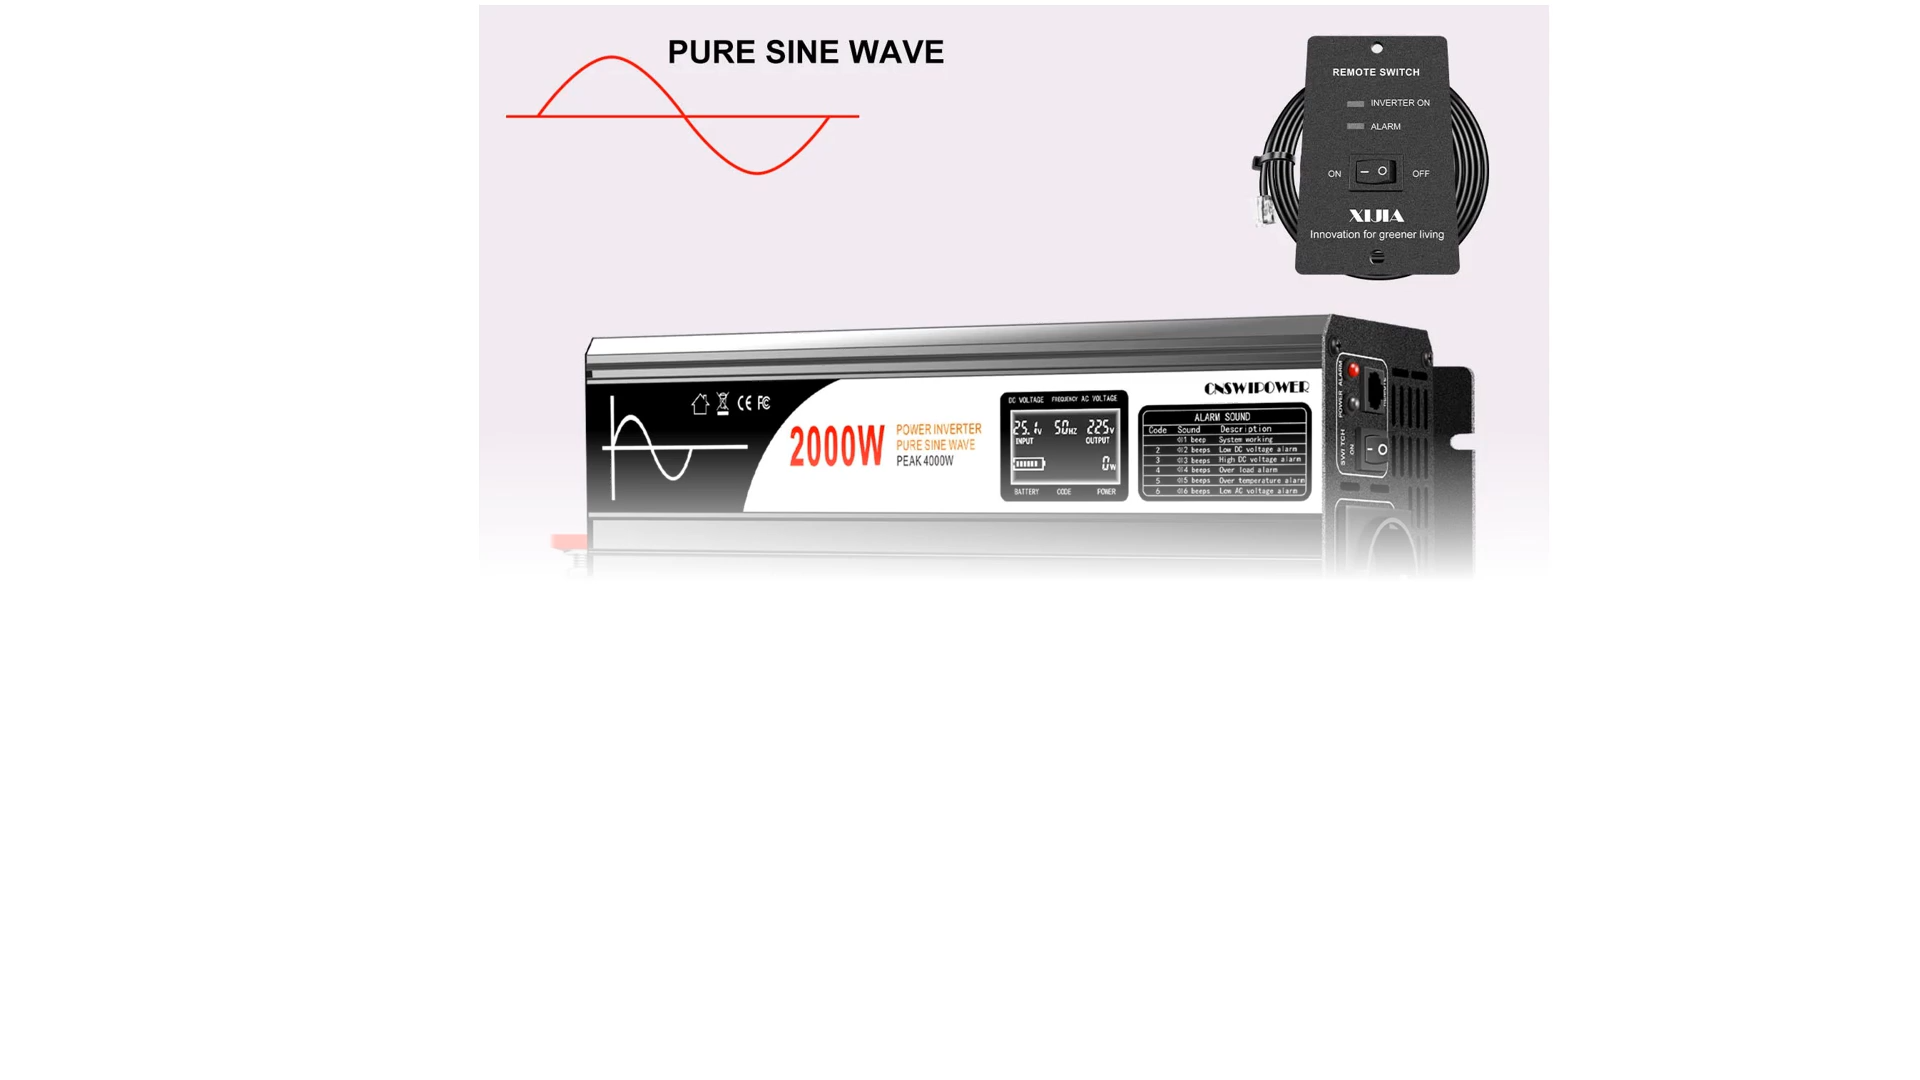 PURE SINE WAVE
REMOTE SWITCH
INVERTER ON
ALARM
ON
OFF
XIJIA
Innovation for greener living
CNSWIPOWER
2000W
POWER INVERTER
PURE SINE WAVE
PEAK 4000W
CE FC
DC VOLTAGE FREQUENCY AC VOLTAGE
25.1V 50HZ 225V
INPUT OUTPUT
0W
BATTERY CODE POWER
ALARM SOUND
Code Sound Description
1 beep System working
2 2 beeps Low DC voltage alarm
3 3 beeps High DC voltage alarm
4 4 beeps Over load alarm
5 5 beeps Over temperature alarm
6 6 beeps Low AC voltage alarm
POWER ALARM
SWITCH
ON